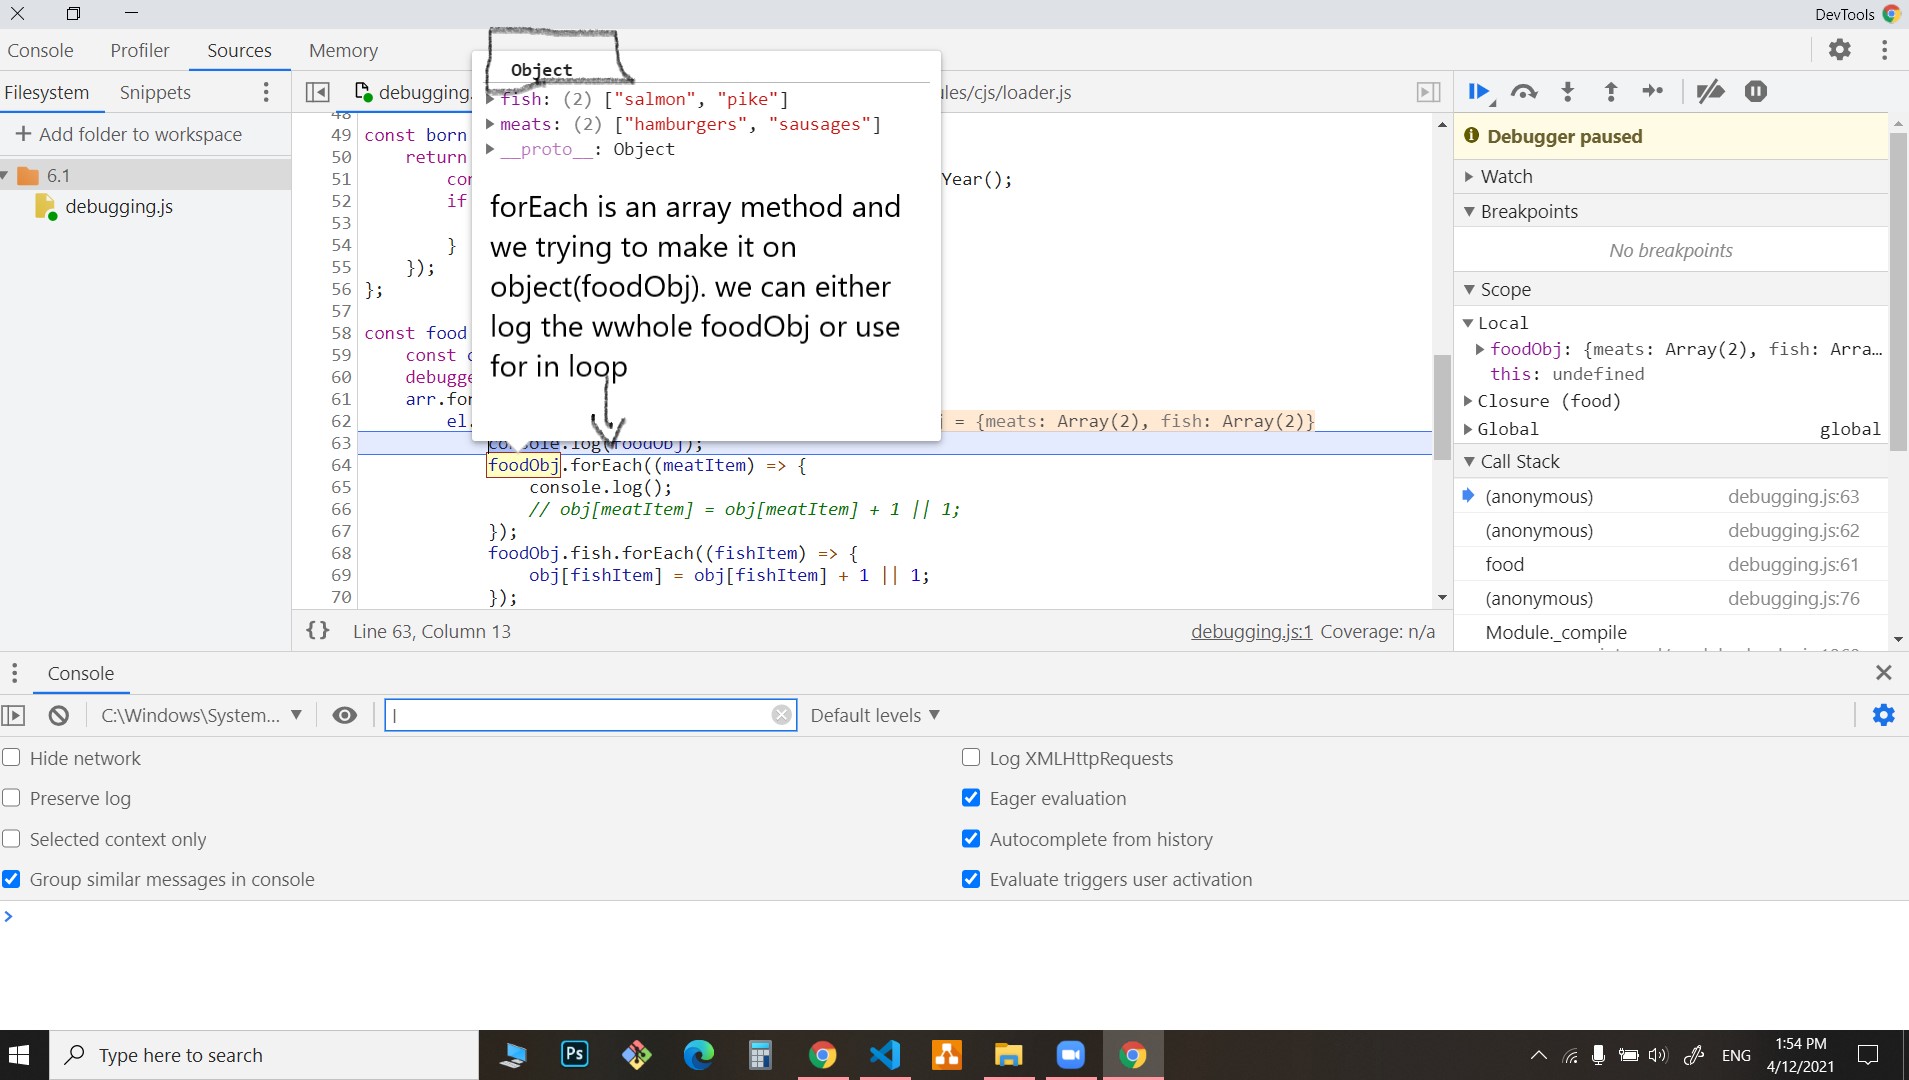 DevTools
Console Profiler Sources Memory
Filesystem Snippets
debugging. ules/cjs/loader.js
Object
fish: (2) ["salmon", "pike"]
meats: (2) ["hamburgers", "sausages"]
__proto__: Object
forEach is an array method and
we trying to make it on
object(foodObj). we can either
log the wwhole foodObj or use
for in loop
+ Add folder to workspace
6.1
debugging.js
48
49 const born
50 return
51 con Year();
52 if
53
54 }
55 });
56 };
57
58 const food
59 const o
60 debugge
61 arr.for
62 el. = {meats: Array(2), fish: Array(2)}
63 console.log(foodObj);
64 foodObj.forEach((meatItem) => {
65 console.log();
66 // obj[meatItem] = obj[meatItem] + 1 || 1;
67 });
68 foodObj.fish.forEach((fishItem) => {
69 obj[fishItem] = obj[fishItem] + 1 || 1;
70 });
{} Line 63, Column 13 debugging.js:1 Coverage: n/a
Debugger paused
Watch
Breakpoints
No breakpoints
Scope
Local
foodObj: {meats: Array(2), fish: Arra…
this: undefined
Closure (food)
Global global
Call Stack
(anonymous) debugging.js:63
(anonymous) debugging.js:62
food debugging.js:61
(anonymous) debugging.js:76
Module._compile
Console
C:\Windows\System... Default levels
Hide network Log XMLHttpRequests
Preserve log Eager evaluation
Selected context only Autocomplete from history
Group similar messages in console Evaluate triggers user activation
>
Type here to search Ps ENG 1:54 PM
4/12/2021